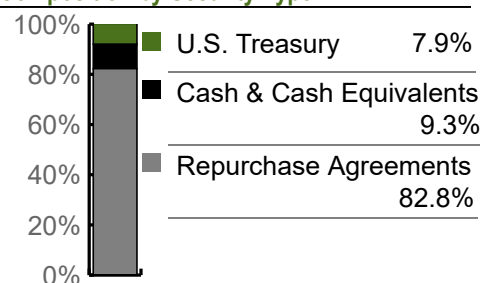 100%
80%
60%
40%
20%
0%
U.S. Treasury 7.9%
Cash & Cash Equivalents
9.3%
Repurchase Agreements
82.8%